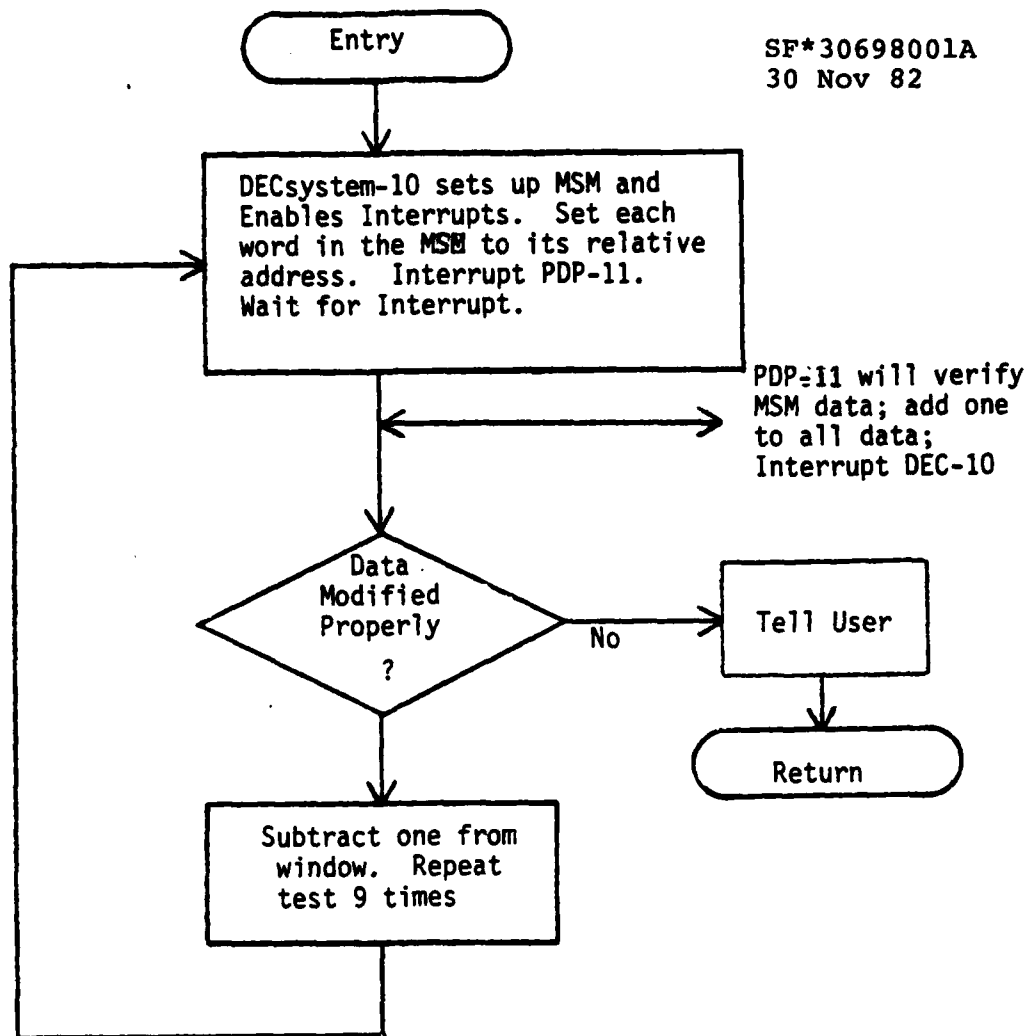 Entry
SF*30698001A
30 Nov 82
DECsystem-10 sets up MSM and
Enables Interrupts. Set each
word in the MSM to its relative
address. Interrupt PDP-11.
Wait for Interrupt.
PDP-11 will verify
MSM data; add one
to all data;
Interrupt DEC-10
Data
Modified
Properly
?
No
Tell User
Return
Subtract one from
window. Repeat
test 9 times